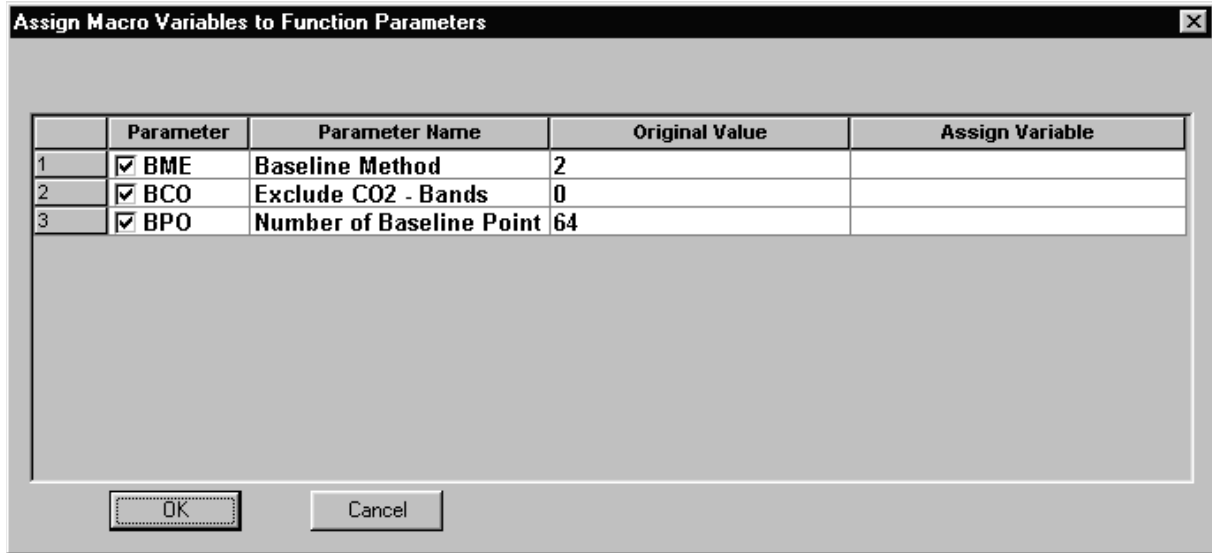 Assign Macro Variables to Function Parameters
Parameter Parameter Name Original Value Assign Variable
1 BME Baseline Method 2
2 BCO Exclude CO2 - Bands 0
3 BPO Number of Baseline Point 64
OK Cancel